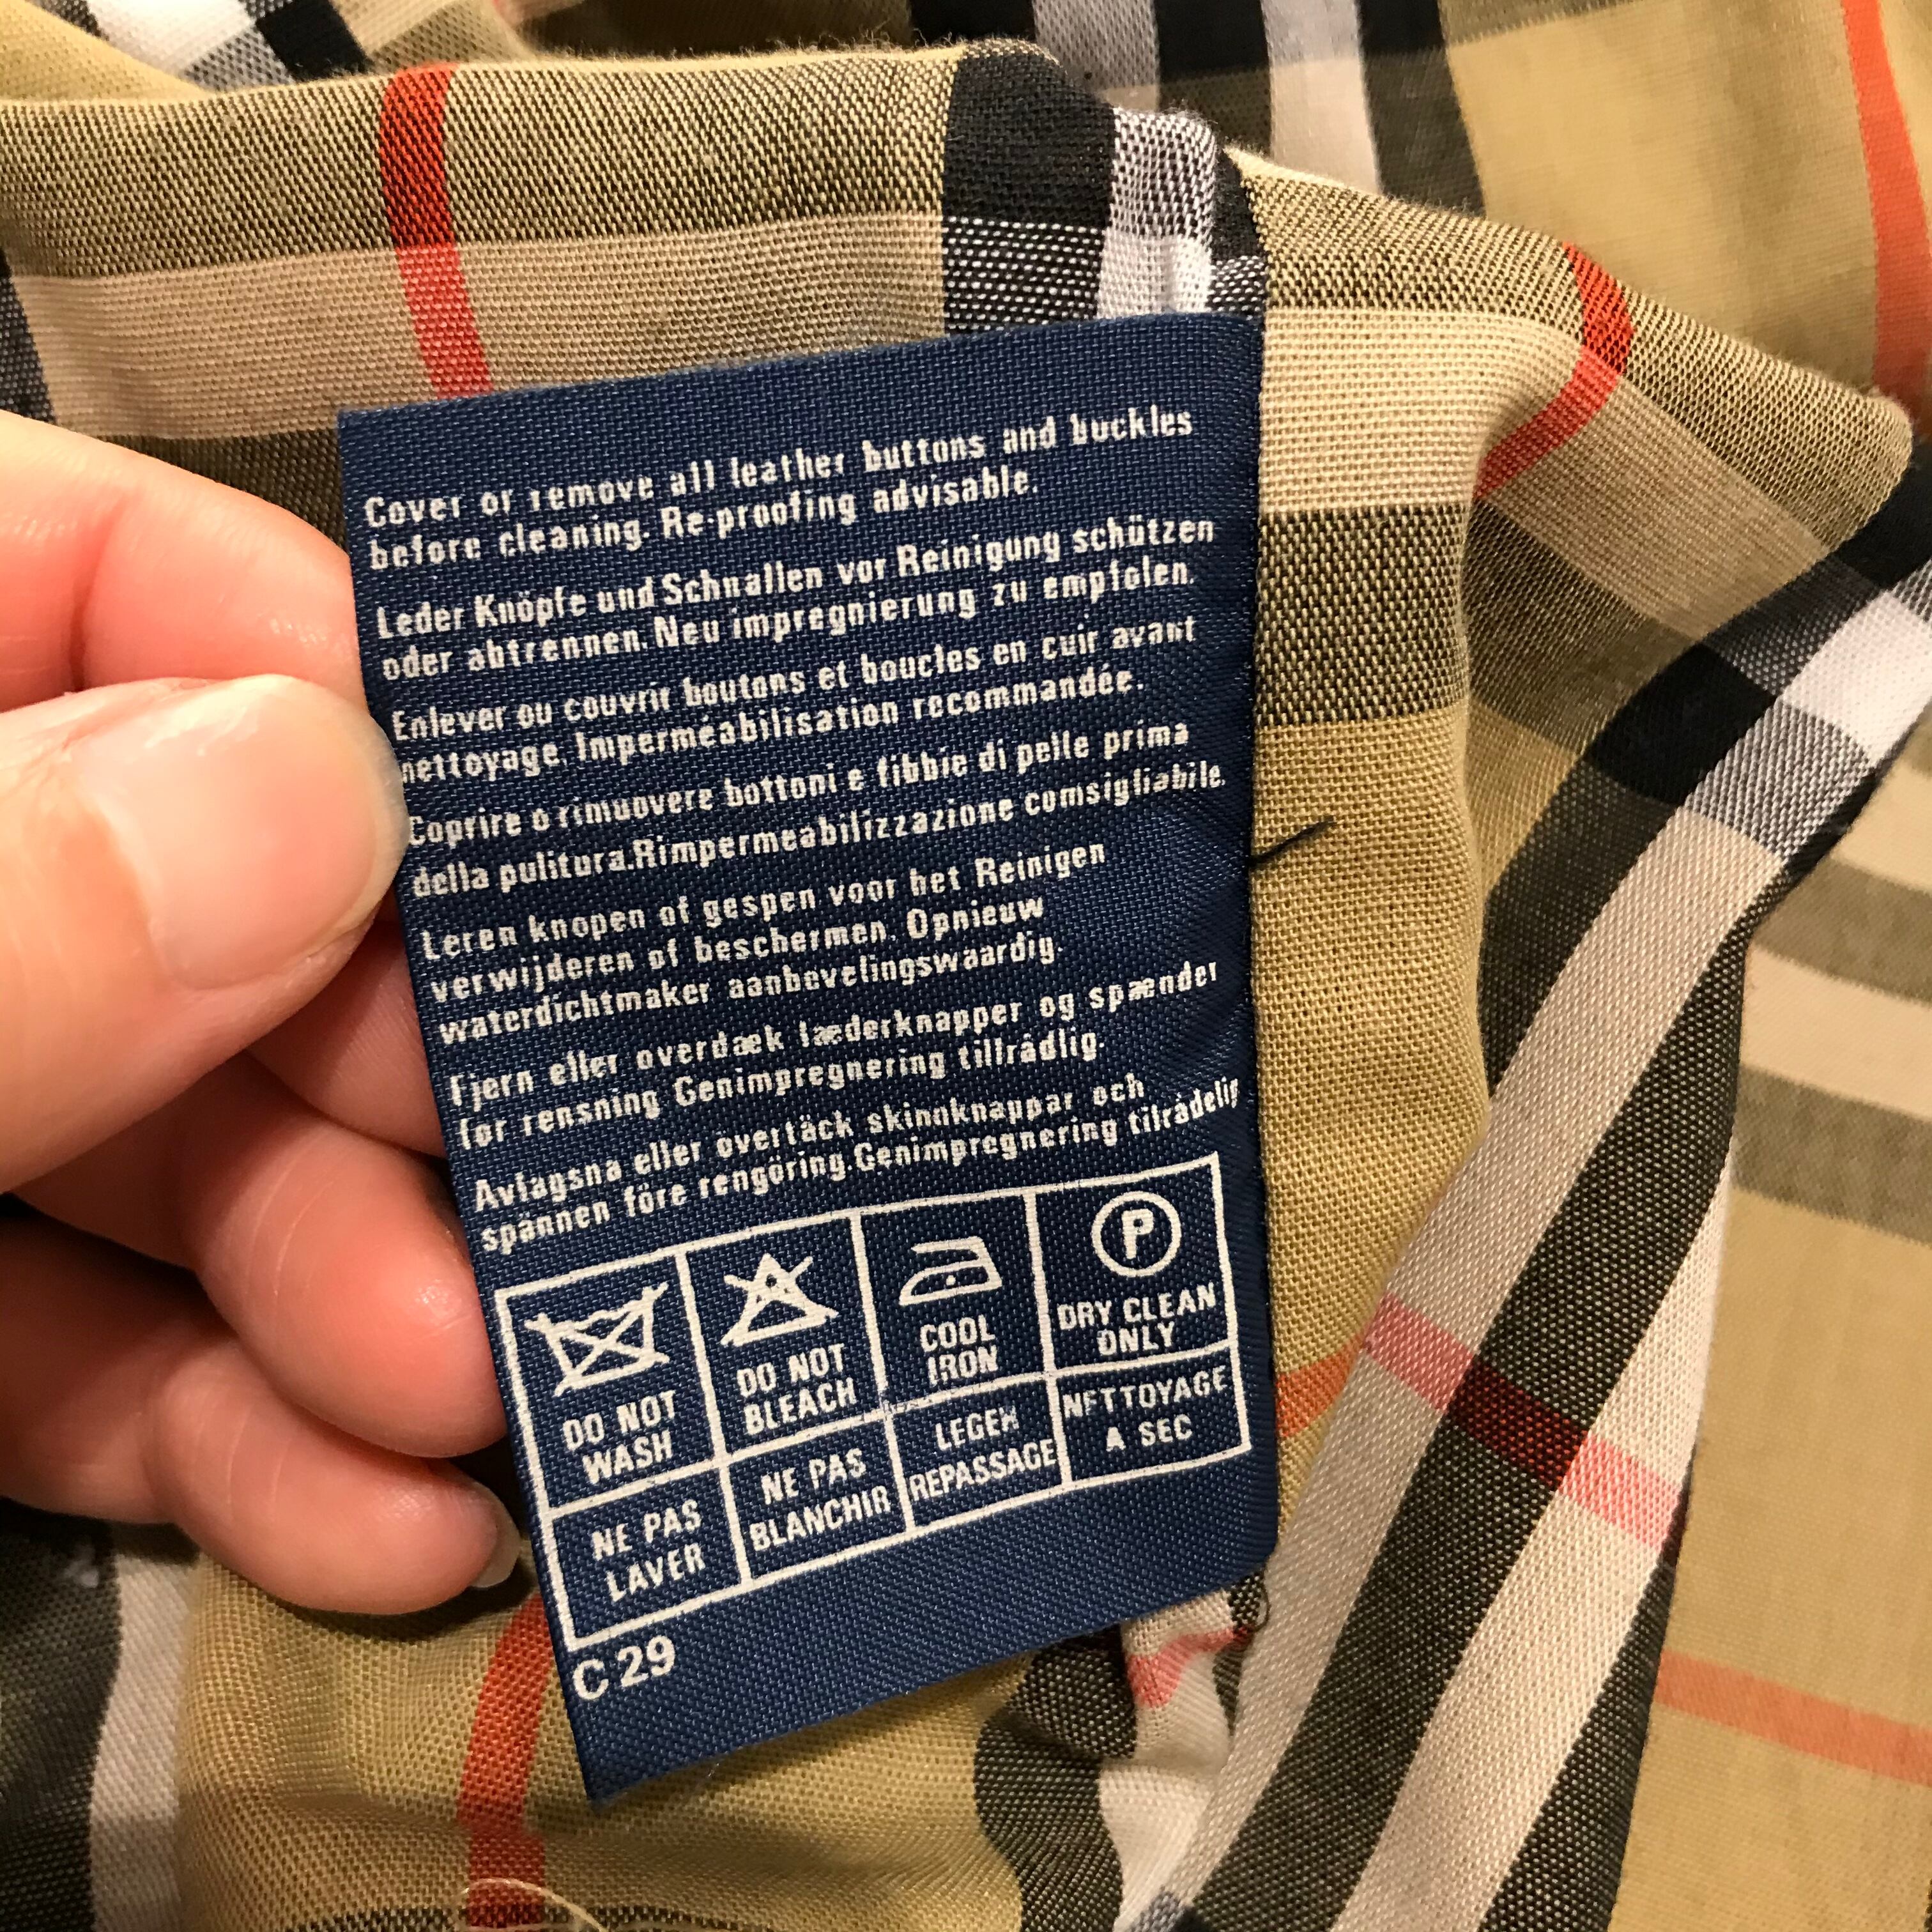 Cover or remove all leather buttons and buckles
before cleaning. Re-proofing advisable.
Leder Knöpfe und Schnallen vor Reinigung schützen
oder abtrennen. Neu impregnierung zu empfolen.
Enlever ou couvrir boutons et boucles en cuir avant
nettoyage. Imperméabilisation recommandée.
Coprire o rimuovere bottoni e fibbie di pelle prima
della pulitura.Rimpermeabilizzazione comsigliabile.
Leren knopen of gespen voor het Reinigen
verwijderen of beschermen. Opnieuw
waterdichtmaker aanbevelingswaardig.
Fjern eller overdæk læderknapper og spænder
før rensning Genimpregnering tillrådlig
Avlagsna eller övertäck skinnknappar och
spännen före rengöring.Genimpregnering tilrådelig
P
DO NOT WASH
DO NOT BLEACH
COOL IRON
DRY CLEAN ONLY
NE PAS LAVER
NE PAS BLANCHIR
LEGER REPASSAGE
NETTOYAGE A SEC
C 29